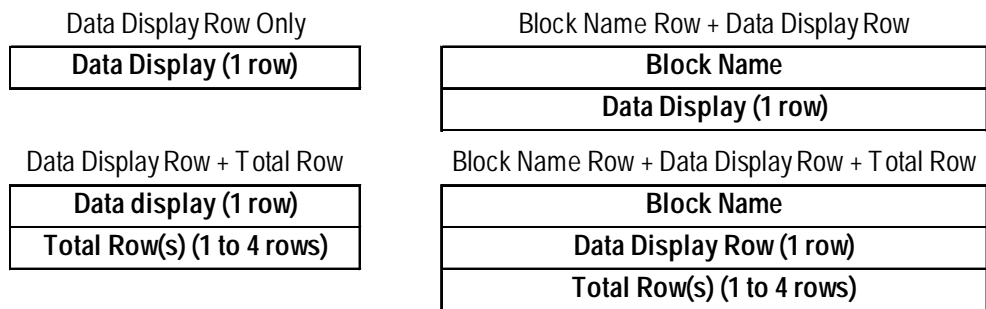 Data Display Row Only
Data Display (1 row)
Block Name Row + Data Display Row
Block Name
Data Display (1 row)
Data Display Row + Total Row
Data display (1 row)
Total Row(s) (1 to 4 rows)
Block Name Row + Data Display Row + Total Row
Block Name
Data Display Row (1 row)
Total Row(s) (1 to 4 rows)